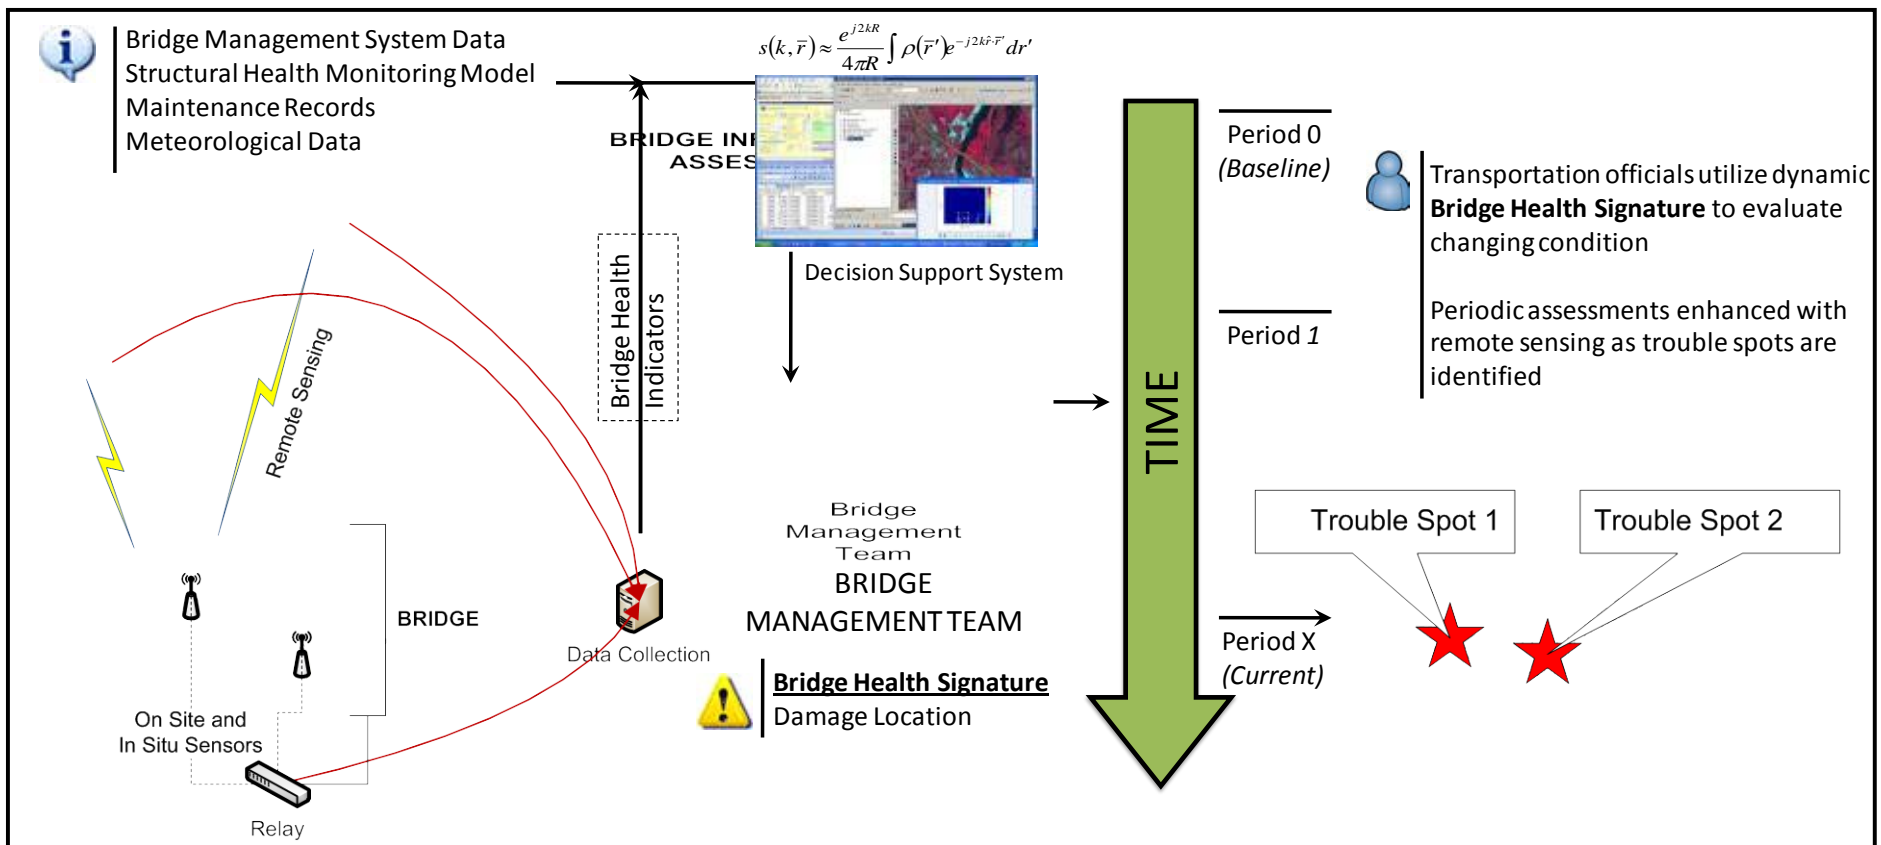 Bridge Management System Data
Structural Health Monitoring Model
Maintenance Records
Meteorological Data
s(k, r̄) ≈ e^{j2kR} / 4πR ∫ ρ(r̄′)e^{-j2kr̂·r̄′} dr′
BRIDGE IN
ASSES
Decision Support System
Bridge Health
Indicators
Remote Sensing
BRIDGE
On Site and
In Situ Sensors
Relay
Data Collection
Bridge
Management
Team
BRIDGE
MANAGEMENT TEAM
Bridge Health Signature
Damage Location
TIME
Period 0
(Baseline)
Period 1
Period X
(Current)
Transportation officials utilize dynamic
Bridge Health Signature to evaluate
changing condition
Periodic assessments enhanced with
remote sensing as trouble spots are
identified
Trouble Spot 1
Trouble Spot 2